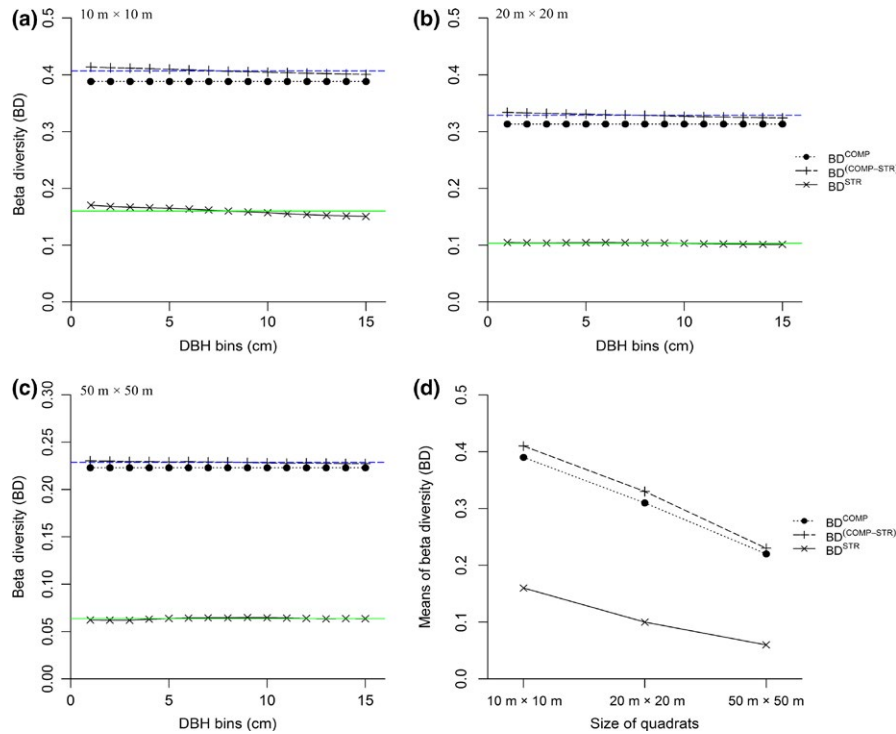 (a)
10 m × 10 m
0.5
0.4
0.3
0.2
0.1
0.0
Beta diversity (BD)
0 5 10 15
DBH bins (cm)
(b)
20 m × 20 m
0.5
0.4
0.3
0.2
0.1
0.0
Beta diversity (BD)
0 5 10 15
DBH bins (cm)
BD^COMP
BD^(COMP–STR)
BD^STR
(c)
50 m × 50 m
0.30
0.25
0.20
0.15
0.10
0.05
0.00
Beta diversity (BD)
0 5 10 15
DBH bins (cm)
(d)
0.5
0.4
0.3
0.2
0.1
0.0
Means of beta diversity (BD)
10 m × 10 m 20 m × 20 m 50 m × 50 m
Size of quadrats
BD^COMP
BD^(COMP–STR)
BD^STR